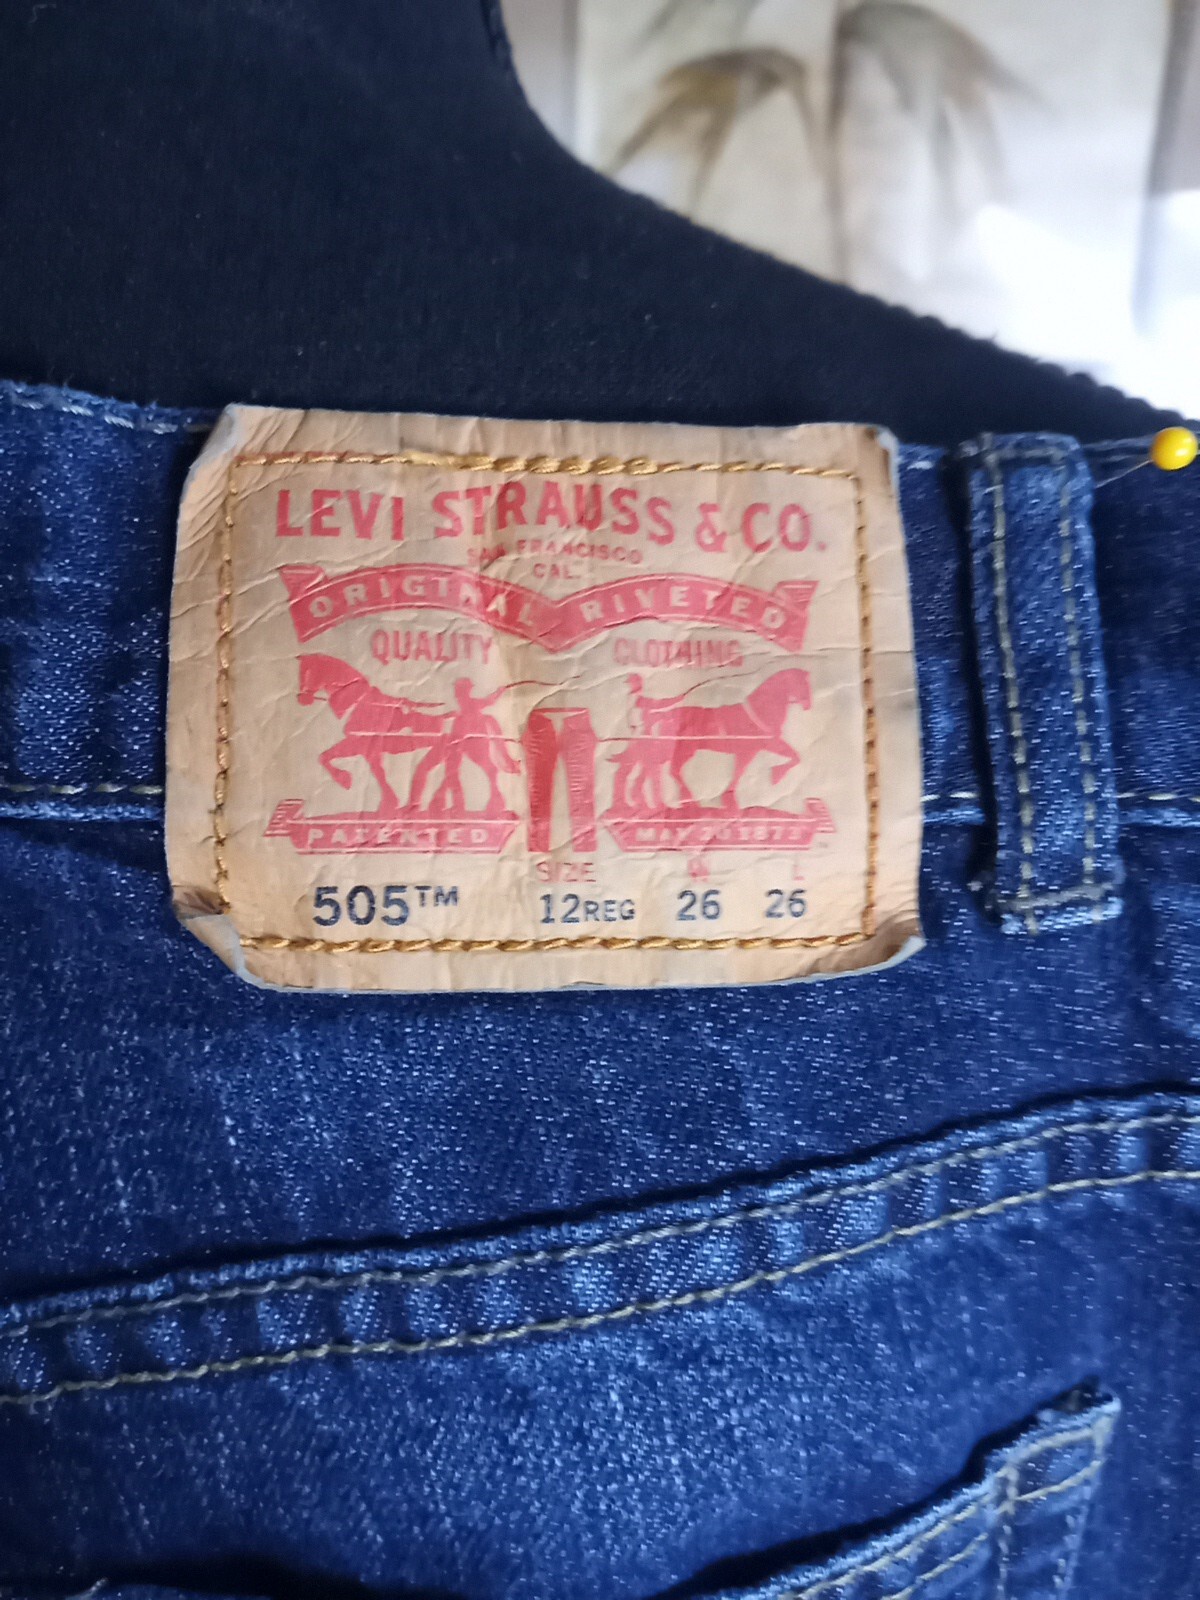 LEVI STRAUSS & CO.
SAN FRANCISCO
CAL.
ORIGINAL RIVETED
QUALITY CLOTHING
PATENTED MAY 20 1873 ™
SIZE W L
505™ 12REG 26 26